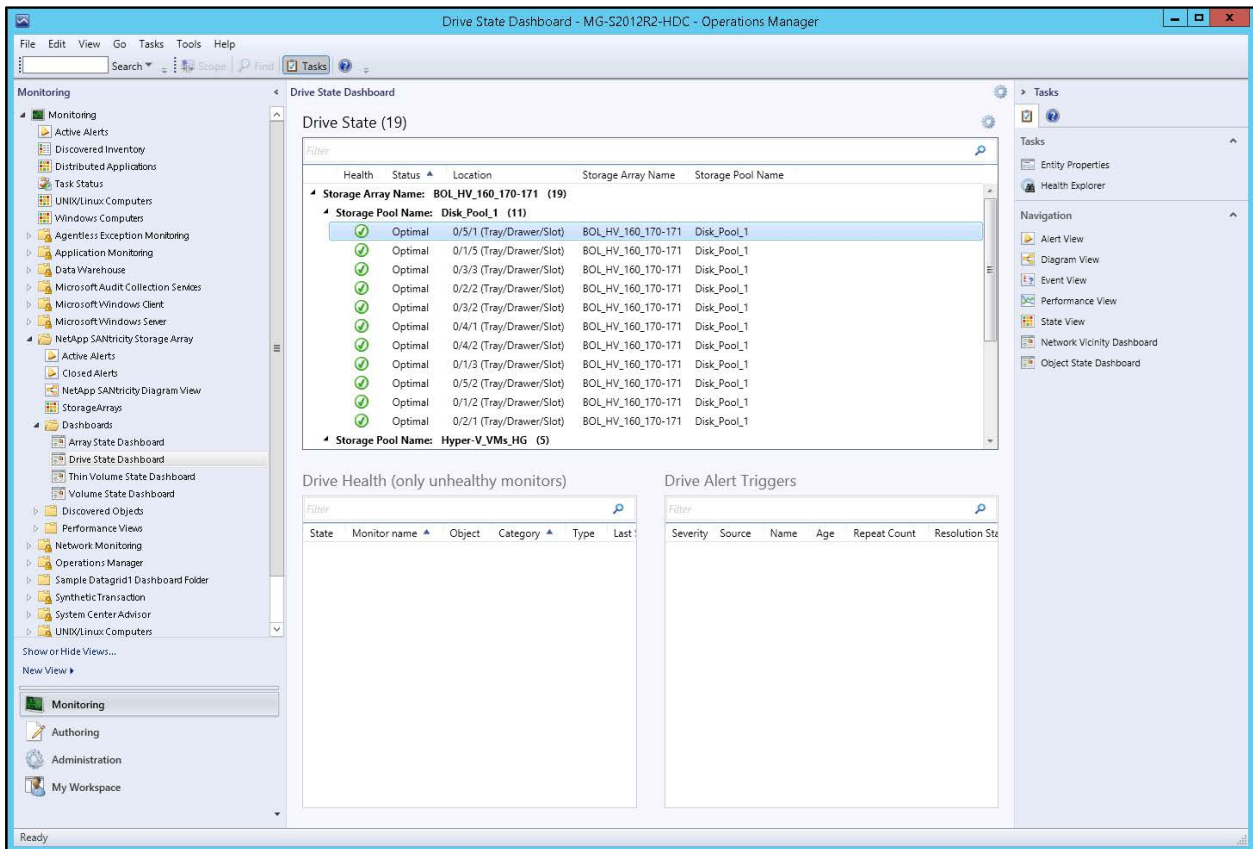 Drive State Dashboard - MG-S2012R2-HDC - Operations Manager
File Edit View Go Tasks Tools Help
Search Scope Find Tasks
Monitoring
Monitoring
Active Alerts
Discovered Inventory
Distributed Applications
Task Status
UNIX/Linux Computers
Windows Computers
Agentless Exception Monitoring
Application Monitoring
Data Warehouse
Microsoft Audit Collection Services
Microsoft Windows Client
Microsoft Windows Server
NetApp SANtricity Storage Array
Active Alerts
Closed Alerts
NetApp SANtricity Diagram View
StorageArrays
Dashboards
Array State Dashboard
Drive State Dashboard
Thin Volume State Dashboard
Volume State Dashboard
Discovered Objects
Performance Views
Network Monitoring
Operations Manager
Sample Datagrid1 Dashboard Folder
Synthetic Transaction
System Center Advisor
UNIX/Linux Computers
Show or Hide Views...
New View
Monitoring
Authoring
Administration
My Workspace
Drive State Dashboard
Drive State (19)
Filter
Health Status Location Storage Array Name Storage Pool Name
Storage Array Name: BOL_HV_160_170-171 (19)
Storage Pool Name: Disk_Pool_1 (11)
Optimal 0/5/1 (Tray/Drawer/Slot) BOL_HV_160_170-171 Disk_Pool_1
Optimal 0/1/5 (Tray/Drawer/Slot) BOL_HV_160_170-171 Disk_Pool_1
Optimal 0/3/3 (Tray/Drawer/Slot) BOL_HV_160_170-171 Disk_Pool_1
Optimal 0/2/2 (Tray/Drawer/Slot) BOL_HV_160_170-171 Disk_Pool_1
Optimal 0/3/2 (Tray/Drawer/Slot) BOL_HV_160_170-171 Disk_Pool_1
Optimal 0/4/1 (Tray/Drawer/Slot) BOL_HV_160_170-171 Disk_Pool_1
Optimal 0/4/2 (Tray/Drawer/Slot) BOL_HV_160_170-171 Disk_Pool_1
Optimal 0/1/3 (Tray/Drawer/Slot) BOL_HV_160_170-171 Disk_Pool_1
Optimal 0/5/2 (Tray/Drawer/Slot) BOL_HV_160_170-171 Disk_Pool_1
Optimal 0/1/2 (Tray/Drawer/Slot) BOL_HV_160_170-171 Disk_Pool_1
Optimal 0/2/1 (Tray/Drawer/Slot) BOL_HV_160_170-171 Disk_Pool_1
Storage Pool Name: Hyper-V_VMs_HG (5)
Drive Health (only unhealthy monitors)
Filter
State Monitor name Object Category Type Last
Drive Alert Triggers
Filter
Severity Source Name Age Repeat Count Resolution Sta
Tasks
Tasks
Entity Properties
Health Explorer
Navigation
Alert View
Diagram View
Event View
Performance View
State View
Network Vicinity Dashboard
Object State Dashboard
Ready